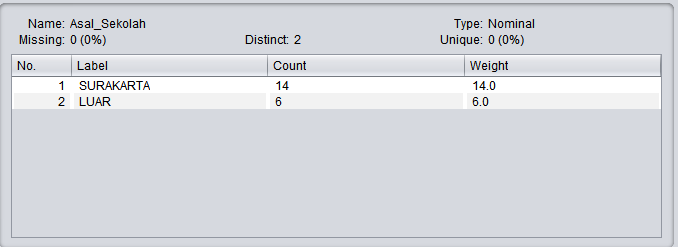 Name: Asal_Sekolah Type: Nominal
Missing: 0 (0%) Distinct: 2 Unique: 0 (0%)
No. Label Count Weight
1 SURAKARTA 14 14.0
2 LUAR 6 6.0